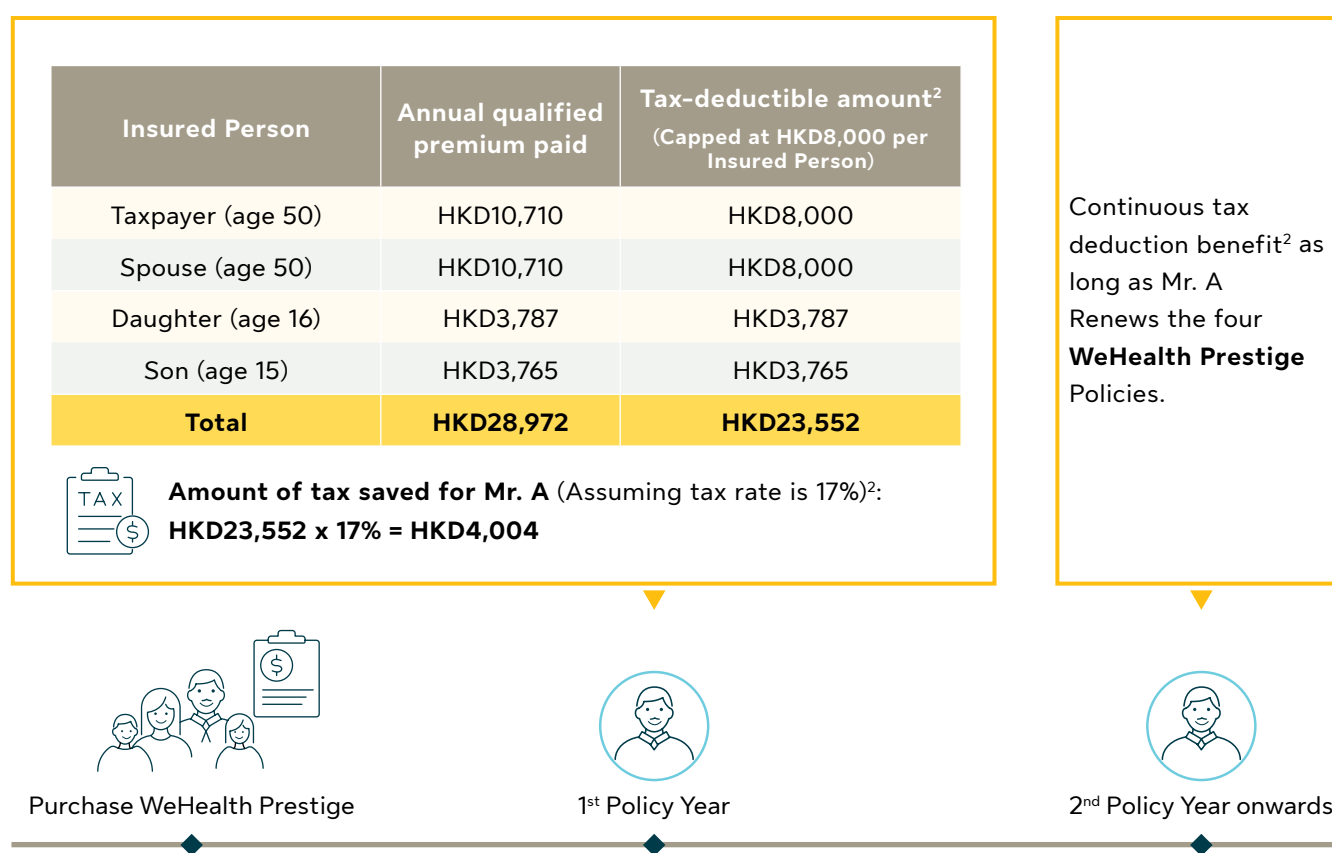 Insured Person
Annual qualified
premium paid
Tax-deductible amount²
(Capped at HKD8,000 per
Insured Person)
Taxpayer (age 50) HKD10,710 HKD8,000
Spouse (age 50) HKD10,710 HKD8,000
Daughter (age 16) HKD3,787 HKD3,787
Son (age 15) HKD3,765 HKD3,765
Total HKD28,972 HKD23,552
TAX
$
Amount of tax saved for Mr. A (Assuming tax rate is 17%)²:
HKD23,552 x 17% = HKD4,004
Continuous tax
deduction benefit² as
long as Mr. A
Renews the four
WeHealth Prestige
Policies.
$
Purchase WeHealth Prestige
1st Policy Year
2nd Policy Year onwards